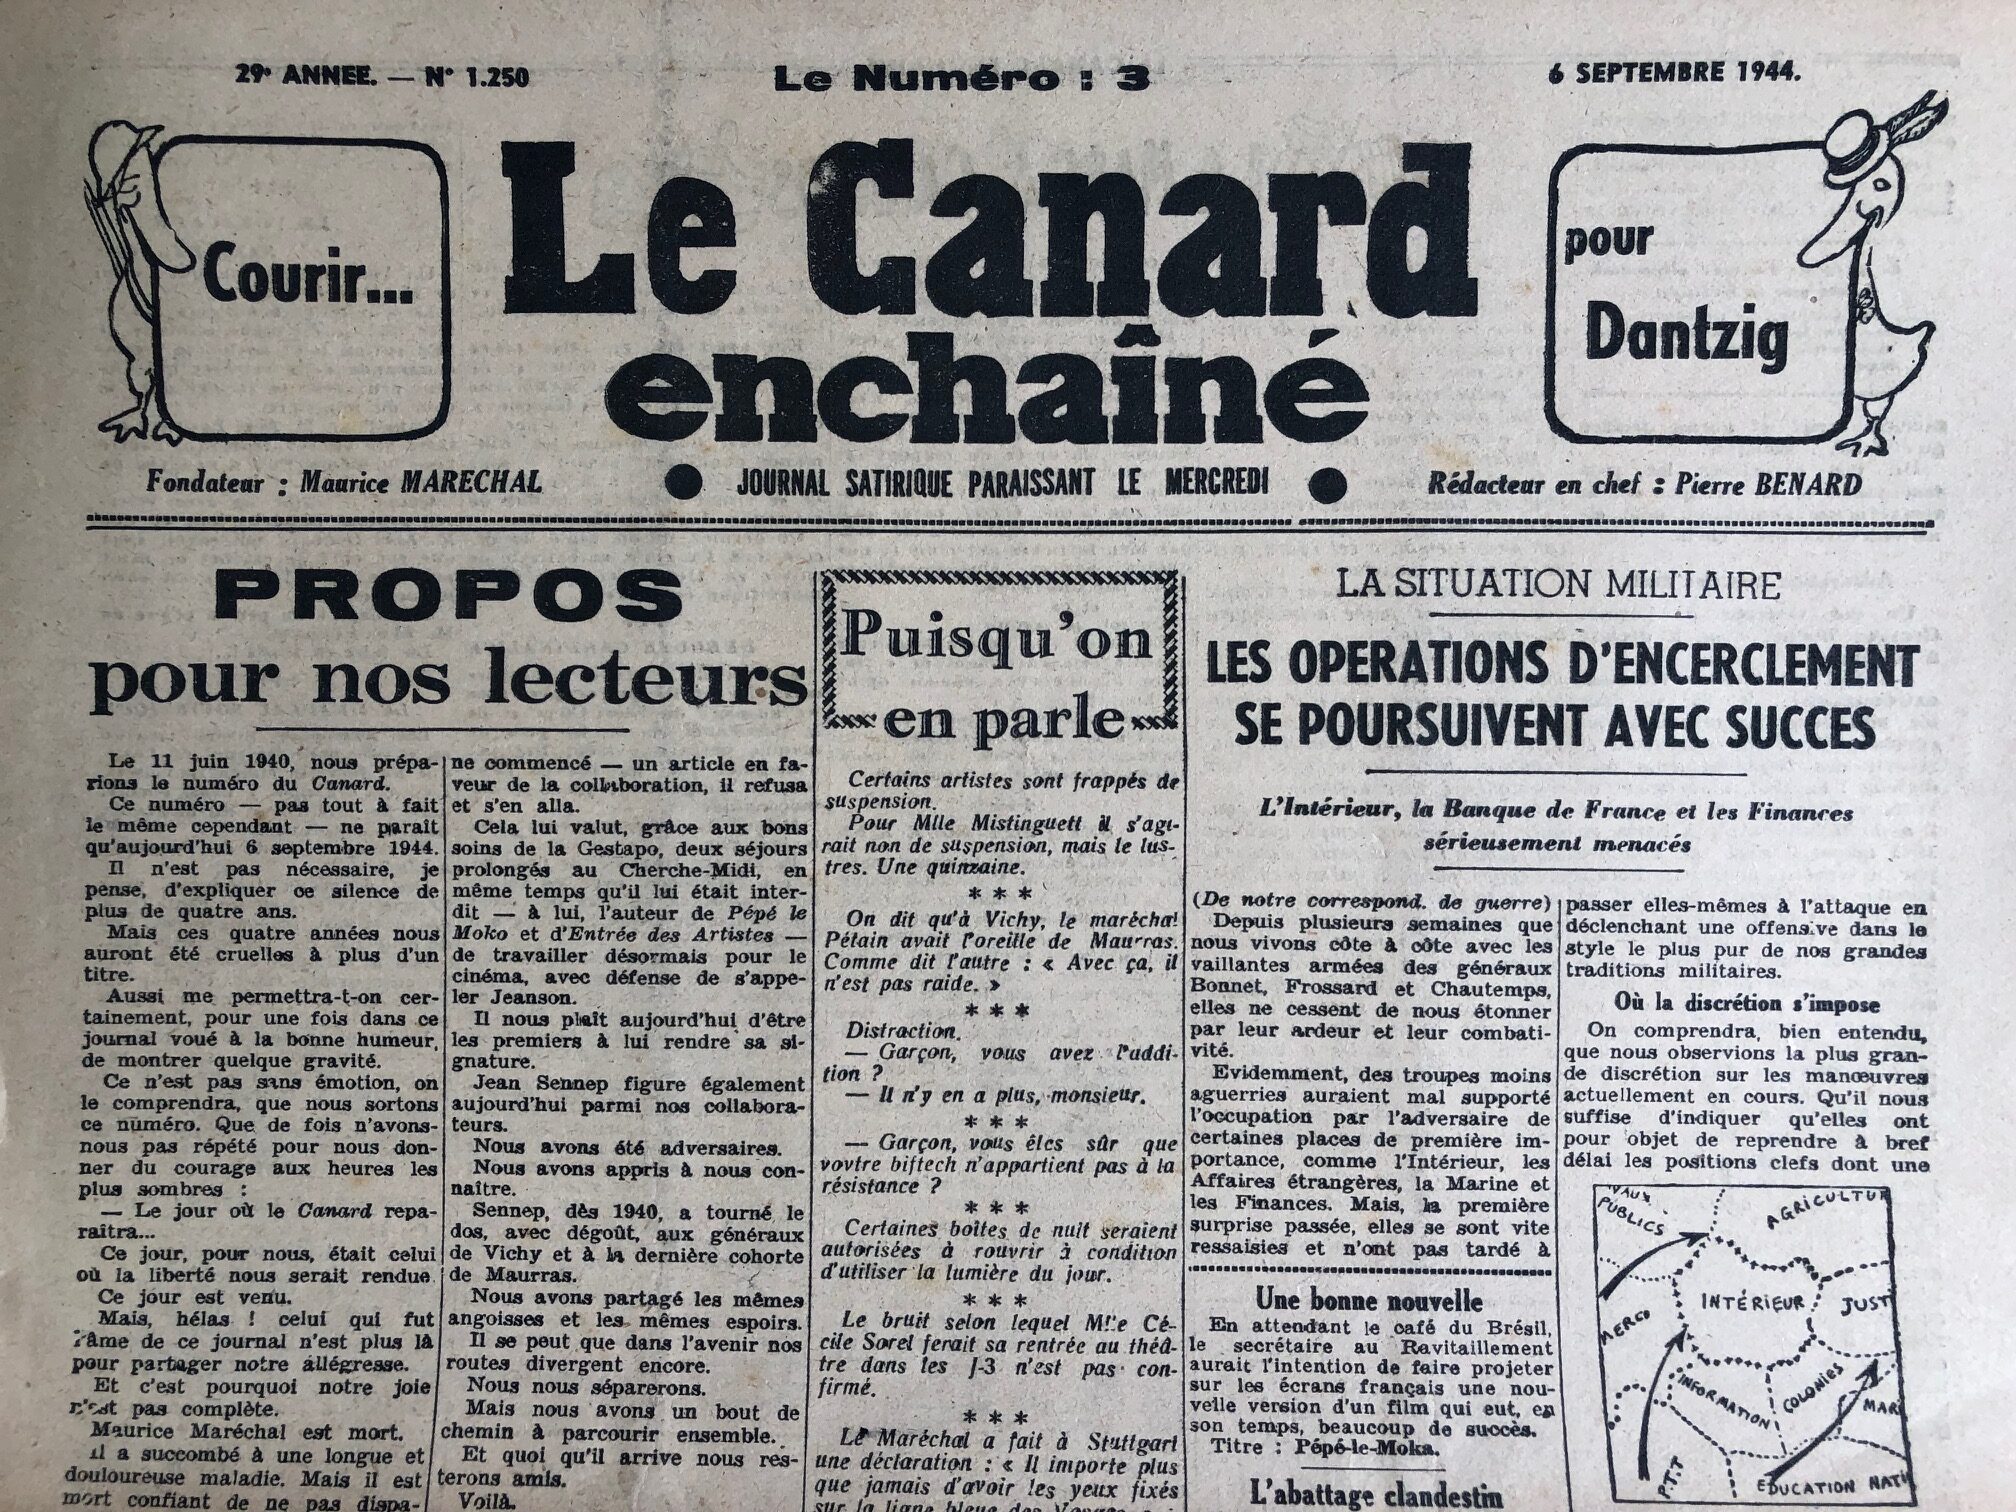 29e ANNEE. — N° 1.250
Le Numéro : 3
6 SEPTEMBRE 1944.
Courir...
Le Canard
enchaîné
pour
Dantzig
Fondateur : Maurice MARECHAL
JOURNAL SATIRIQUE PARAISSANT LE MERCREDI
Rédacteur en chef : Pierre BENARD
PROPOS
pour nos lecteurs
Le 11 juin 1940, nous prépa-
rions le numéro du Canard.
Ce numéro — pas tout à fait
le même cependant — ne paraît
qu'aujourd'hui 6 septembre 1944.
Il n'est pas nécessaire, je
pense, d'expliquer ce silence de
plus de quatre ans.
Mais ces quatre années nous
auront été cruelles à plus d'un
titre.
Aussi me permettra-t-on cer-
tainement, pour une fois dans ce
journal voué à la bonne humeur,
de montrer quelque gravité.
Ce n'est pas sans émotion, on
le comprendra, que nous sortons
ce numéro. Que de fois n'avons-
nous pas répété pour nous don-
ner du courage aux heures les
plus sombres :
— Le jour où le Canard repa-
raîtra...
Ce jour, pour nous, était celui
où la liberté nous serait rendue.
Ce jour est venu.
Mais, hélas ! celui qui fut
l'âme de ce journal n'est plus là
pour partager notre allégresse.
Et c'est pourquoi notre joie
n'est pas complète.
Maurice Maréchal est mort.
Il a succombé à une longue et
douloureuse maladie. Mais il est
mort confiant de ne pas dispa-
ne commencé — un article en fa-
veur de la collaboration, il refusa
et s'en alla.
Cela lui valut, grâce aux bons
soins de la Gestapo, deux séjours
prolongés au Cherche-Midi, en
même temps qu'il lui était inter-
dit — à lui, l'auteur de Pépé le
Moko et d'Entrée des Artistes —
de travailler désormais pour le
cinéma, avec défense de s'appe-
ler Jeanson.
Il nous plaît aujourd'hui d'être
les premiers à lui rendre sa si-
gnature.
Jean Sennep figure également
aujourd'hui parmi nos collabora-
teurs.
Nous avons été adversaires.
Nous avons appris à nous con-
naître.
Sennep, dès 1940, a tourné le
dos, avec dégoût, aux généraux
de Vichy et à la dernière cohorte
de Maurras.
Nous avons partagé les mêmes
angoisses et les mêmes espoirs.
Il se peut que dans l'avenir nos
routes divergent encore.
Nous nous séparerons.
Mais nous avons un bout de
chemin à parcourir ensemble.
Et quoi qu'il arrive nous res-
terons amis.
Voilà.
Puisqu'on
en parle
Certains artistes sont frappés de
suspension.
Pour Mlle Mistinguett il s'agi-
rait non de suspension, mais le lus-
tres. Une quinzaine.
* * *
On dit qu'à Vichy, le maréchal
Pétain avait l'oreille de Maurras.
Comme dit l'autre : « Avec ça, il
n'est pas raide. »
* * *
Distraction.
— Garçon, vous avez l'addi-
tion ?
— Il n'y en a plus, monsieur.
* * *
— Garçon, vous êtes sûr que
vovtre biftech n'appartient pas à la
résistance ?
* * *
Certaines boîtes de nuit seraient
autorisées à rouvrir à condition
d'utiliser la lumière du jour.
* * *
Le bruit selon lequel Mlle Cé-
cile Sorel ferait sa rentrée au théâ-
tre dans les J-3 n'est pas con-
firmé.
* * *
Le Maréchal a fait à Stuttgart
une déclaration : « Il importe plus
que jamais d'avoir les yeux fixés
sur la ligne bleue des Vosges
LA SITUATION MILITAIRE
LES OPERATIONS D'ENCERCLEMENT
SE POURSUIVENT AVEC SUCCES
L'Intérieur, la Banque de France et les Finances
sérieusement menacés
(De notre correspond. de guerre)
Depuis plusieurs semaines que
nous vivons côte à côte avec les
vaillantes armées des généraux
Bonnet, Frossard et Chautemps,
elles ne cessent de nous étonner
par leur ardeur et leur combati-
vité.
Evidemment, des troupes moins
aguerries auraient mal supporté
l'occupation par l'adversaire de
certaines places de première im-
portance, comme l'Intérieur, les
Affaires étrangères, la Marine et
les Finances. Mais, la première
surprise passée, elles se sont vite
ressaisies et n'ont pas tardé à
Une bonne nouvelle
En attendant le café du Brésil,
le secrétaire au Ravitaillement
aurait l'intention de faire projeter
sur les écrans français une nou-
velle version d'un film qui eut, en
son temps, beaucoup de succès.
Titre : Pépé-le-Moka.
L'abattage clandestin
passer elles-mêmes à l'attaque en
déclenchant une offensive dans le
style le plus pur de nos grandes
traditions militaires.
Où la discrétion s'impose
On comprendra, bien entendu,
que nous observions la plus gran-
de discrétion sur les manœuvres
actuellement en cours. Qu'il nous
suffise d'indiquer qu'elles ont
pour objet de reprendre à bref
délai les positions clefs dont une
VAUX
PUBLICS
AGRICULTUR
INTÉRIEUR
JUST
MERCO
INFORMATION
COLONIES
MAR
P.T.T
EDUCATION NATI